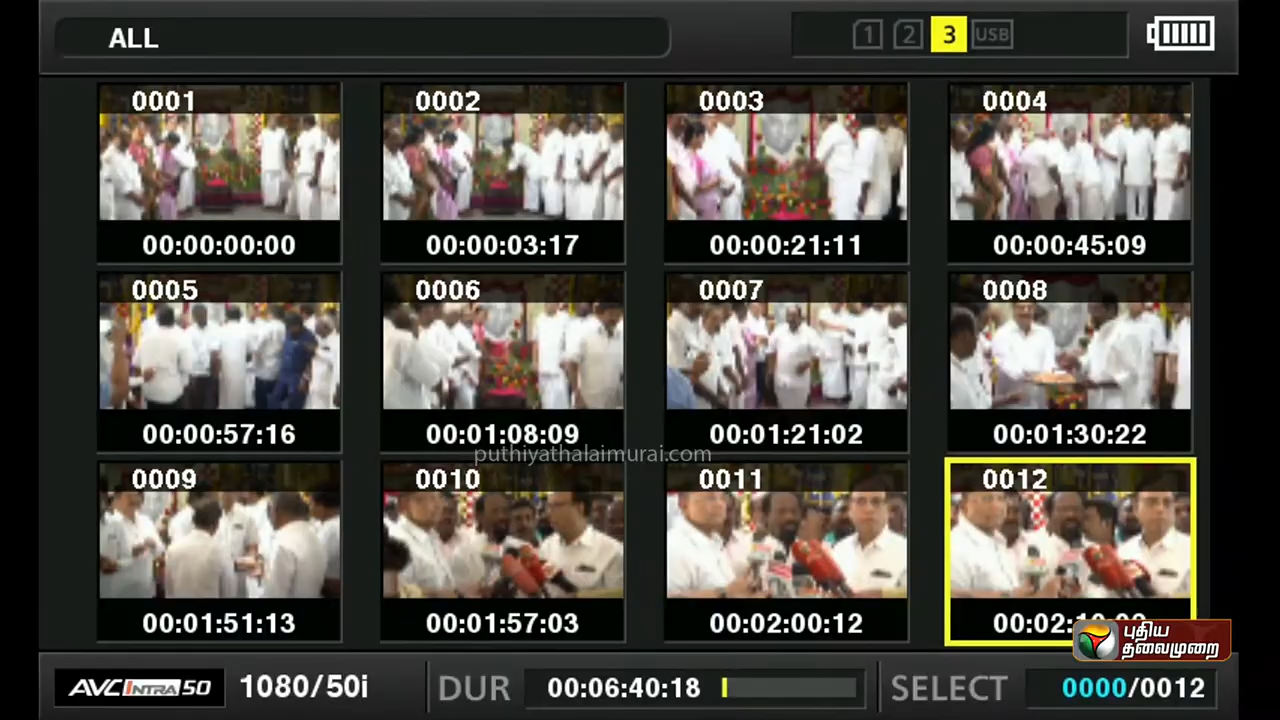 ALL
1 2 3 USB
0001 0002 0003 0004
00:00:00:00 00:00:03:17 00:00:21:11 00:00:45:09
0005 0006 0007 0008
00:00:57:16 00:01:08:09 00:01:21:02 00:01:30:22
puthiyathalaimurai.com
0009 0010 0011 0012
00:01:51:13 00:01:57:03 00:02:00:12 00:02:
புதிய
தலைமுறை
AVC INTRA 50 1080/50i DUR 00:06:40:18 SELECT 0000/0012